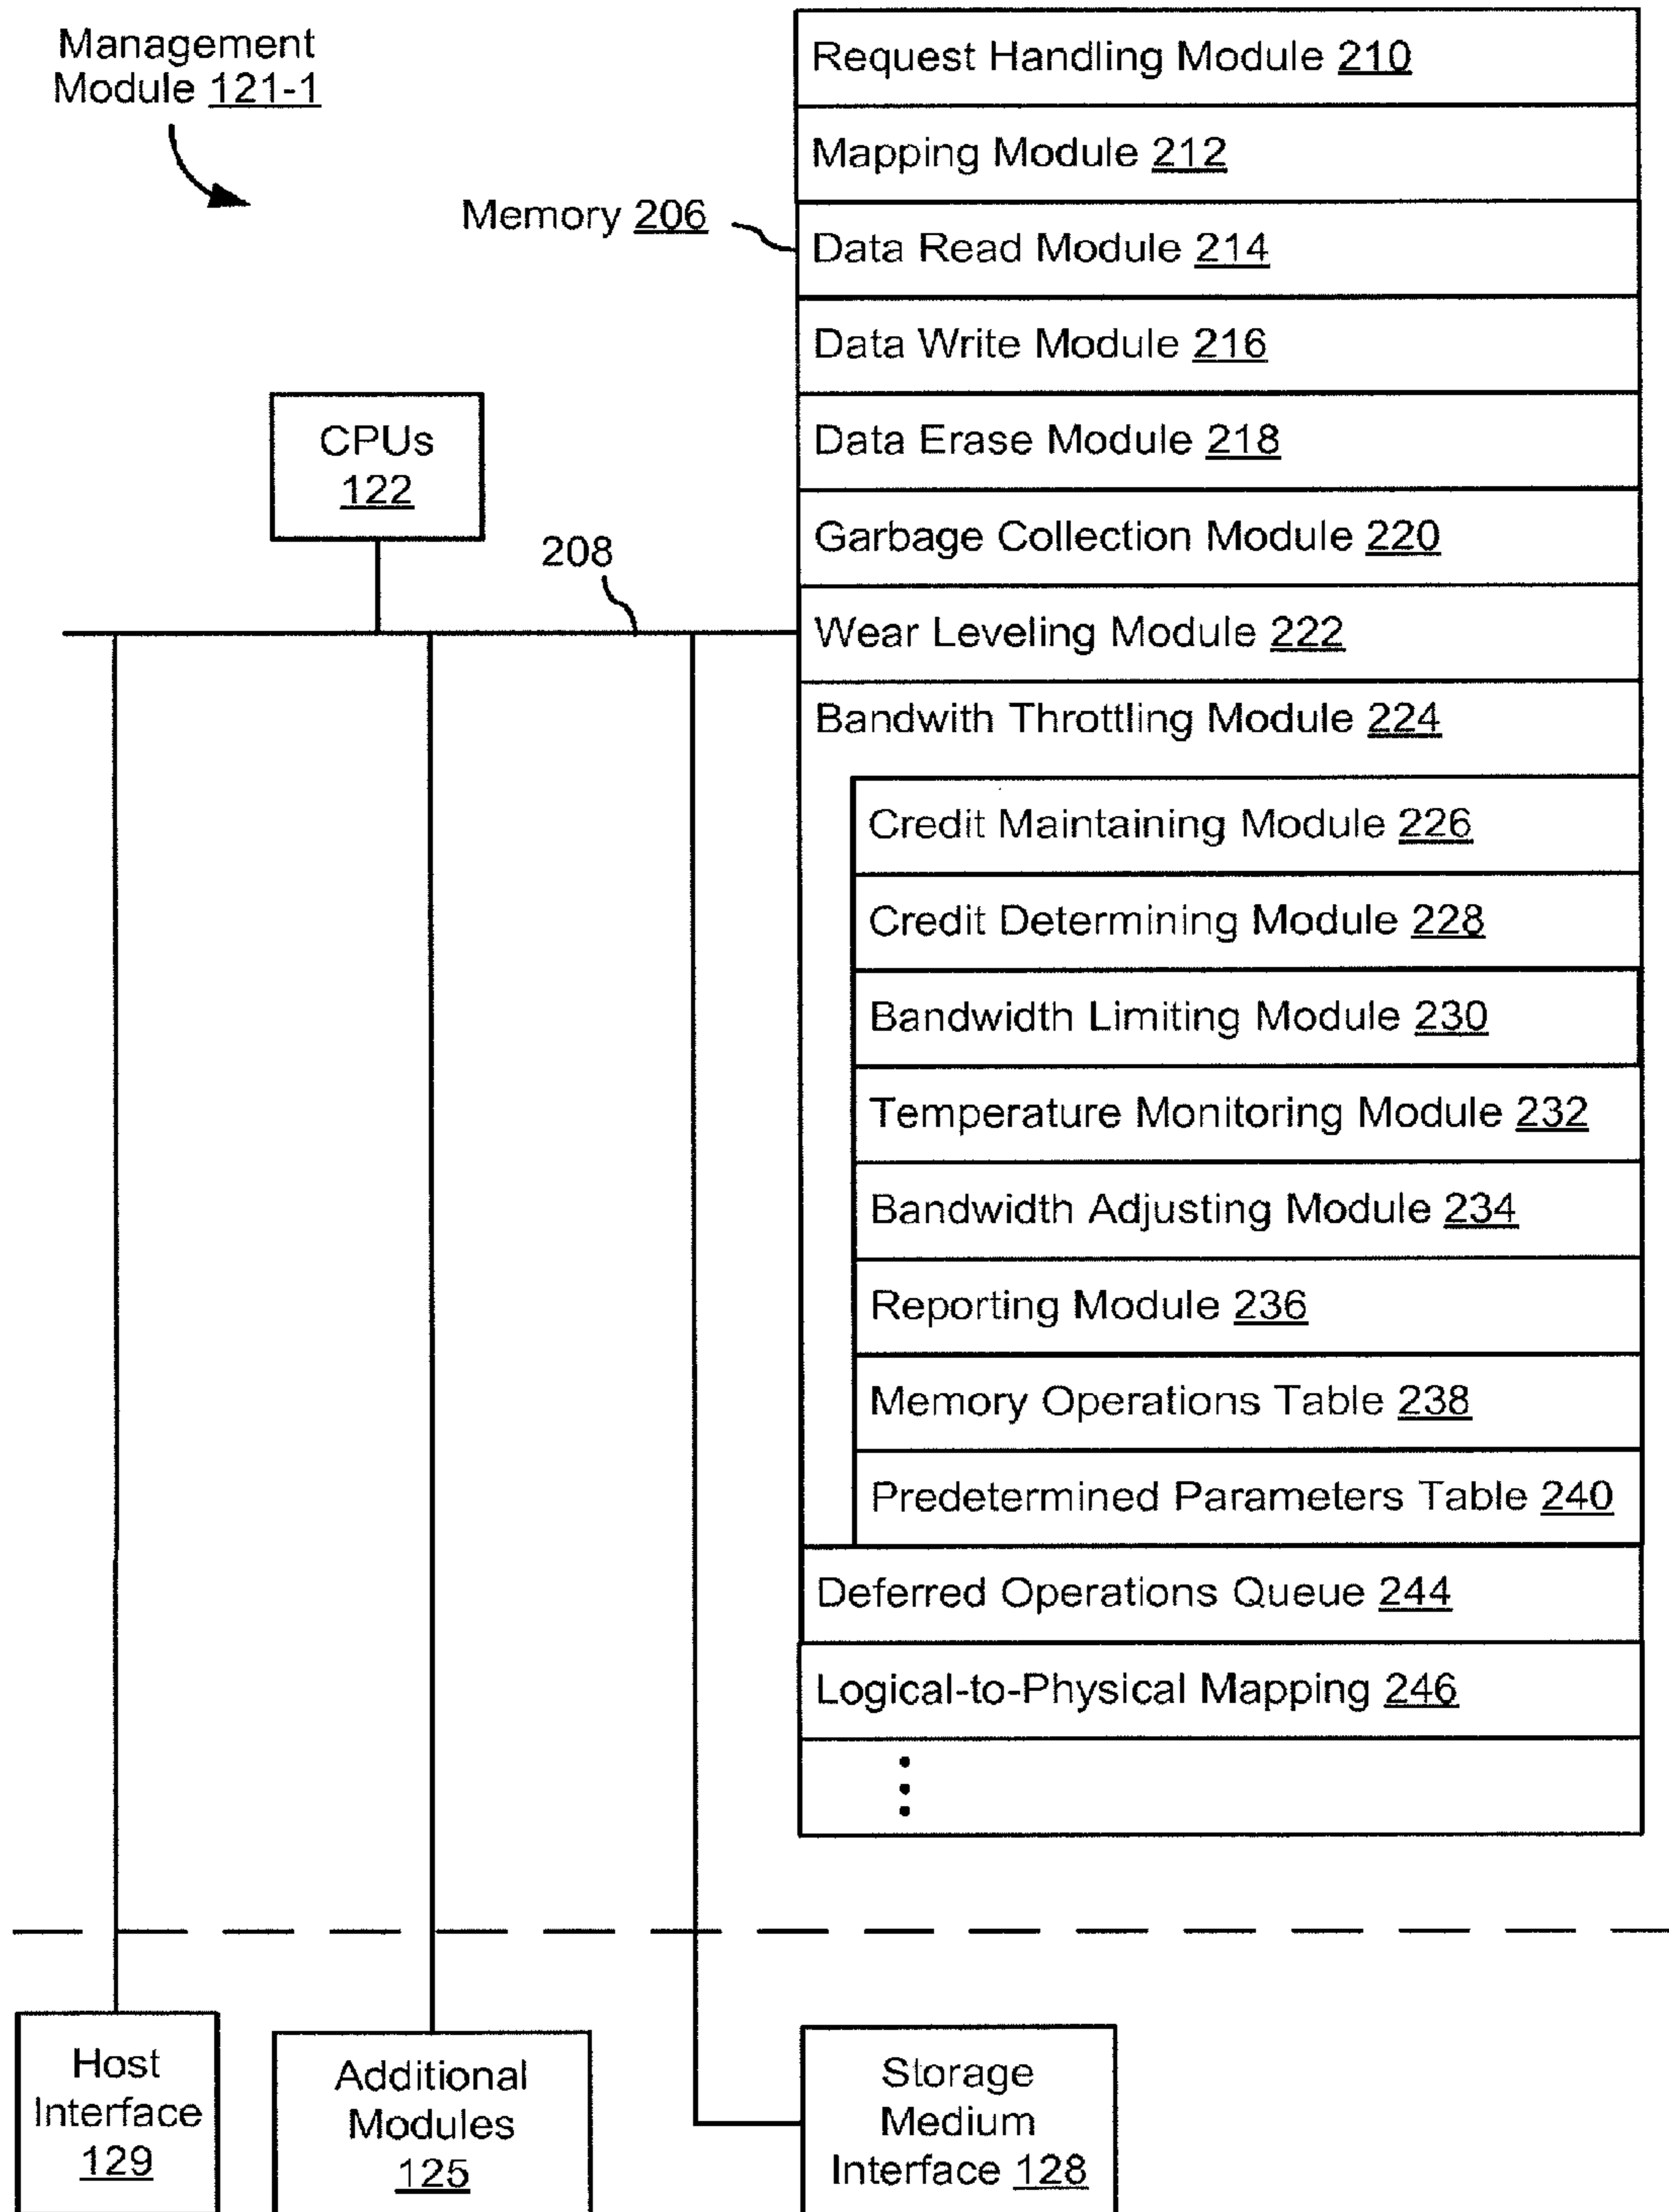 Management
Module 121-1
Request Handling Module 210
Mapping Module 212
Memory 206
Data Read Module 214
Data Write Module 216
CPUs
122
Data Erase Module 218
Garbage Collection Module 220
208
Wear Leveling Module 222
Bandwith Throttling Module 224
Credit Maintaining Module 226
Credit Determining Module 228
Bandwidth Limiting Module 230
Temperature Monitoring Module 232
Bandwidth Adjusting Module 234
Reporting Module 236
Memory Operations Table 238
Predetermined Parameters Table 240
Deferred Operations Queue 244
Logical-to-Physical Mapping 246
Host
Interface
129
Additional
Modules
125
Storage
Medium
Interface 128